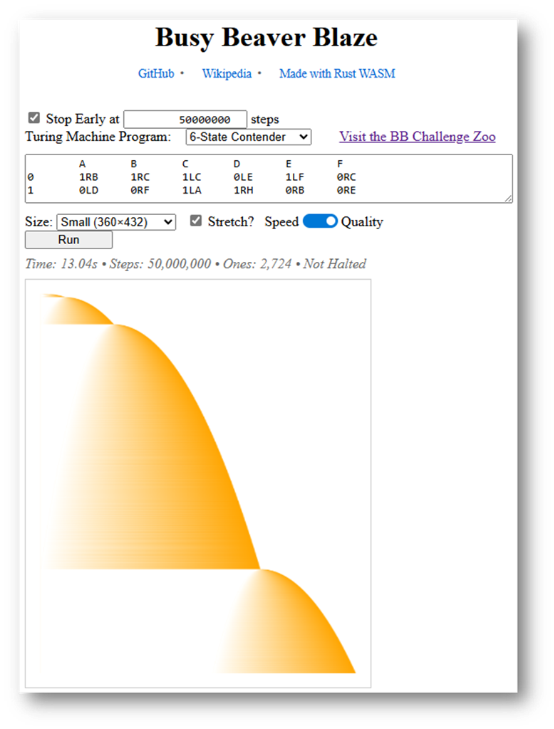 Busy Beaver Blaze
GitHub • Wikipedia • Made with Rust WASM
Stop Early at 50000000 steps
Turing Machine Program: 6-State Contender Visit the BB Challenge Zoo
A B C D E F
0 1RB 1RC 1LC 0LE 1LF 0RC
1 0LD 0RF 1LA 1RH 0RB 0RE
Size: Small (360×432) Stretch? Speed Quality
Run
Time: 13.04s • Steps: 50,000,000 • Ones: 2,724 • Not Halted